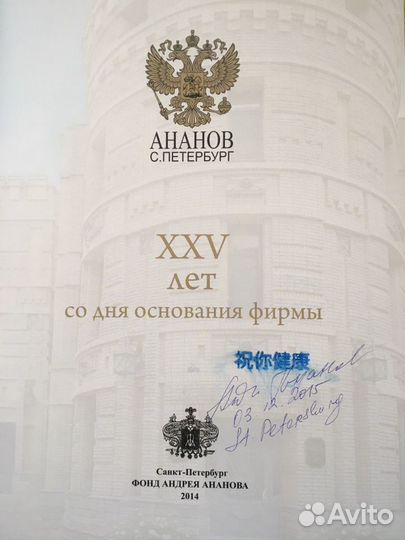 АНАНОВ
С.ПЕТЕРБУРГ
XXV
лет
со дня основания фирмы
祝你健康
Ананов
03.12.2015
St. Petersburg
Санкт-Петербург
ФОНД АНДРЕЯ АНАНОВА
2014
Avito